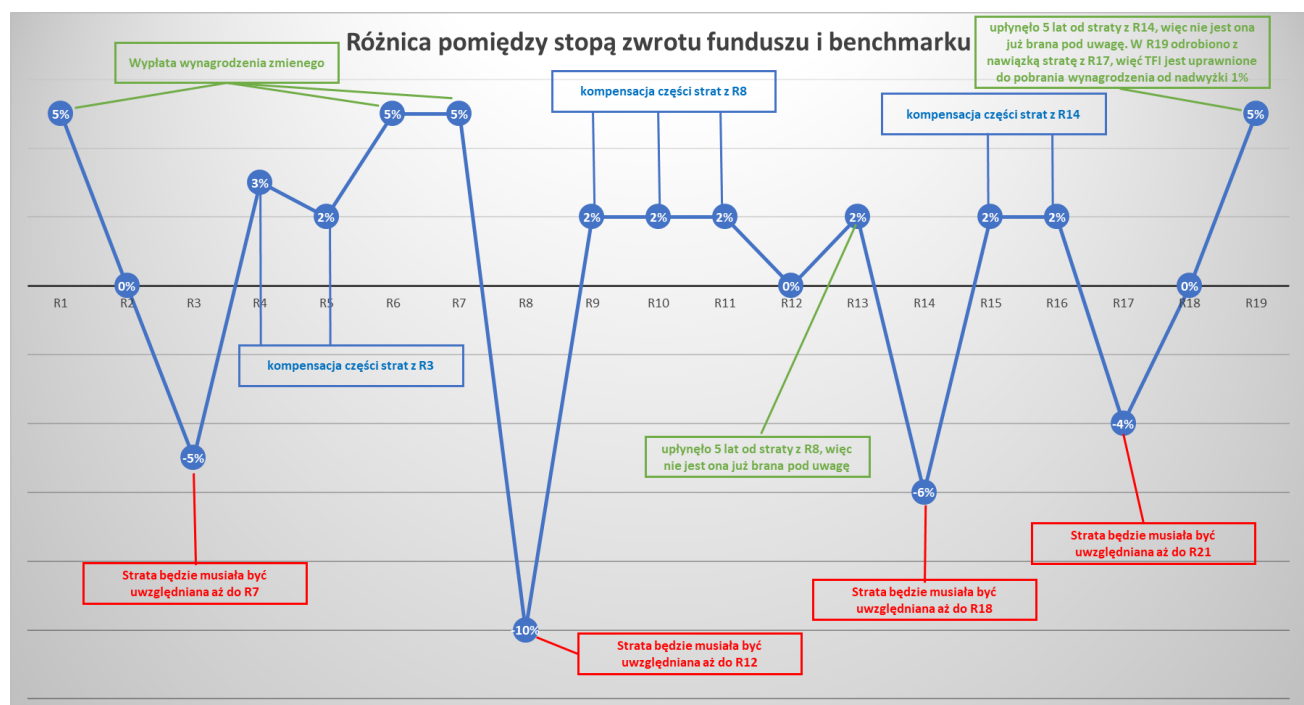 Różnica pomiędzy stopą zwrotu funduszu i benchmarku
upłynęło 5 lat od straty z R14, więc nie jest ona
już brana pod uwagę. W R19 odrobiono z
nawiązką stratę z R17, więć TFI jest uprawnione
do pobrania wynagrodzenia od nadwyżki 1%
Wypłata wynagrodzenia zmiennego
kompensacja części strat z R8
kompensacja części strat z R14
5%
0%
-5%
3%
2%
5%
5%
-10%
2%
2%
2%
0%
2%
-6%
2%
2%
-4%
0%
5%
R1
R2
R3
R4
R5
R6
R7
R8
R9
R10
R11
R12
R13
R14
R15
R16
R17
R18
R19
kompensacja części strat z R3
upłynęło 5 lat od straty z R8, więc
nie jest ona już brana pod uwagę
Strata będzie musiała być
uwzględniana aż do R7
Strata będzie musiała być
uwzględniana aż do R12
Strata będzie musiała być
uwzględniana aż do R18
Strata będzie musiała być
uwzględniana aż do R21